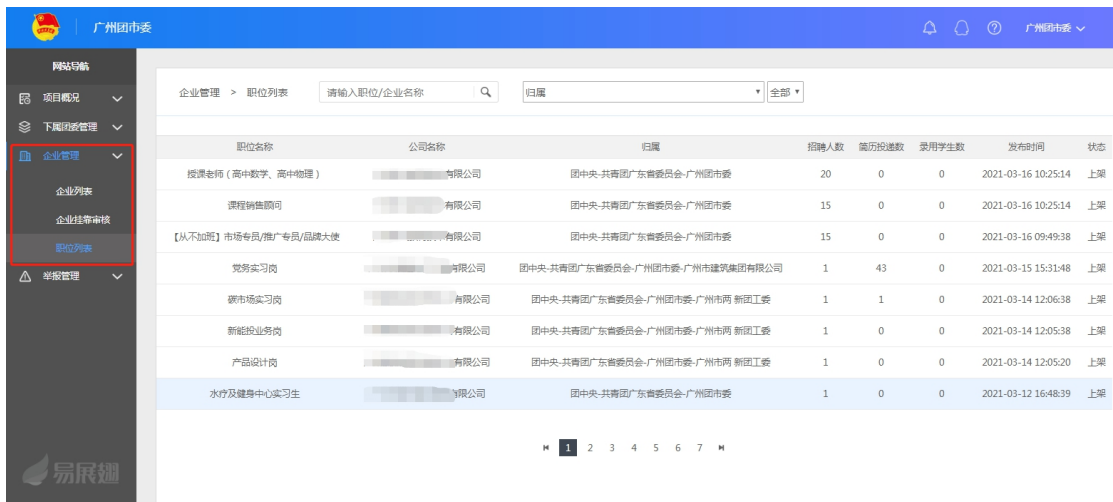 广州团市委
广州团市委
网站导航
项目概况
下属团委管理
企业管理
企业列表
企业挂靠审核
职位列表
举报管理
易展翅
企业管理 > 职位列表 请输入职位/企业名称 归属 全部
职位名称 公司名称 归属 招聘人数 简历投递数 录用学生数 发布时间 状态
授课老师（高中数学、高中物理） 有限公司 团中央-共青团广东省委员会-广州团市委 20 0 0 2021-03-16 10:25:14 上架
课程销售顾问 有限公司 团中央-共青团广东省委员会-广州团市委 15 0 0 2021-03-16 10:25:14 上架
【从不加班】市场专员/推广专员/品牌大使 有限公司 团中央-共青团广东省委员会-广州团市委 15 0 0 2021-03-16 09:49:38 上架
党务实习岗 有限公司 团中央-共青团广东省委员会-广州团市委-广州市建筑集团有限公司 1 43 0 2021-03-15 15:31:48 上架
碳市场实习岗 有限公司 团中央-共青团广东省委员会-广州团市委-广州市两 新团工委 1 1 0 2021-03-14 12:06:38 上架
新能投业务岗 有限公司 团中央-共青团广东省委员会-广州团市委-广州市两 新团工委 1 0 0 2021-03-14 12:05:38 上架
产品设计岗 有限公司 团中央-共青团广东省委员会-广州团市委-广州市两 新团工委 1 0 0 2021-03-14 12:05:20 上架
水疗及健身中心实习生 有限公司 团中央-共青团广东省委员会-广州团市委 1 0 0 2021-03-12 16:48:39 上架
1 2 3 4 5 6 7